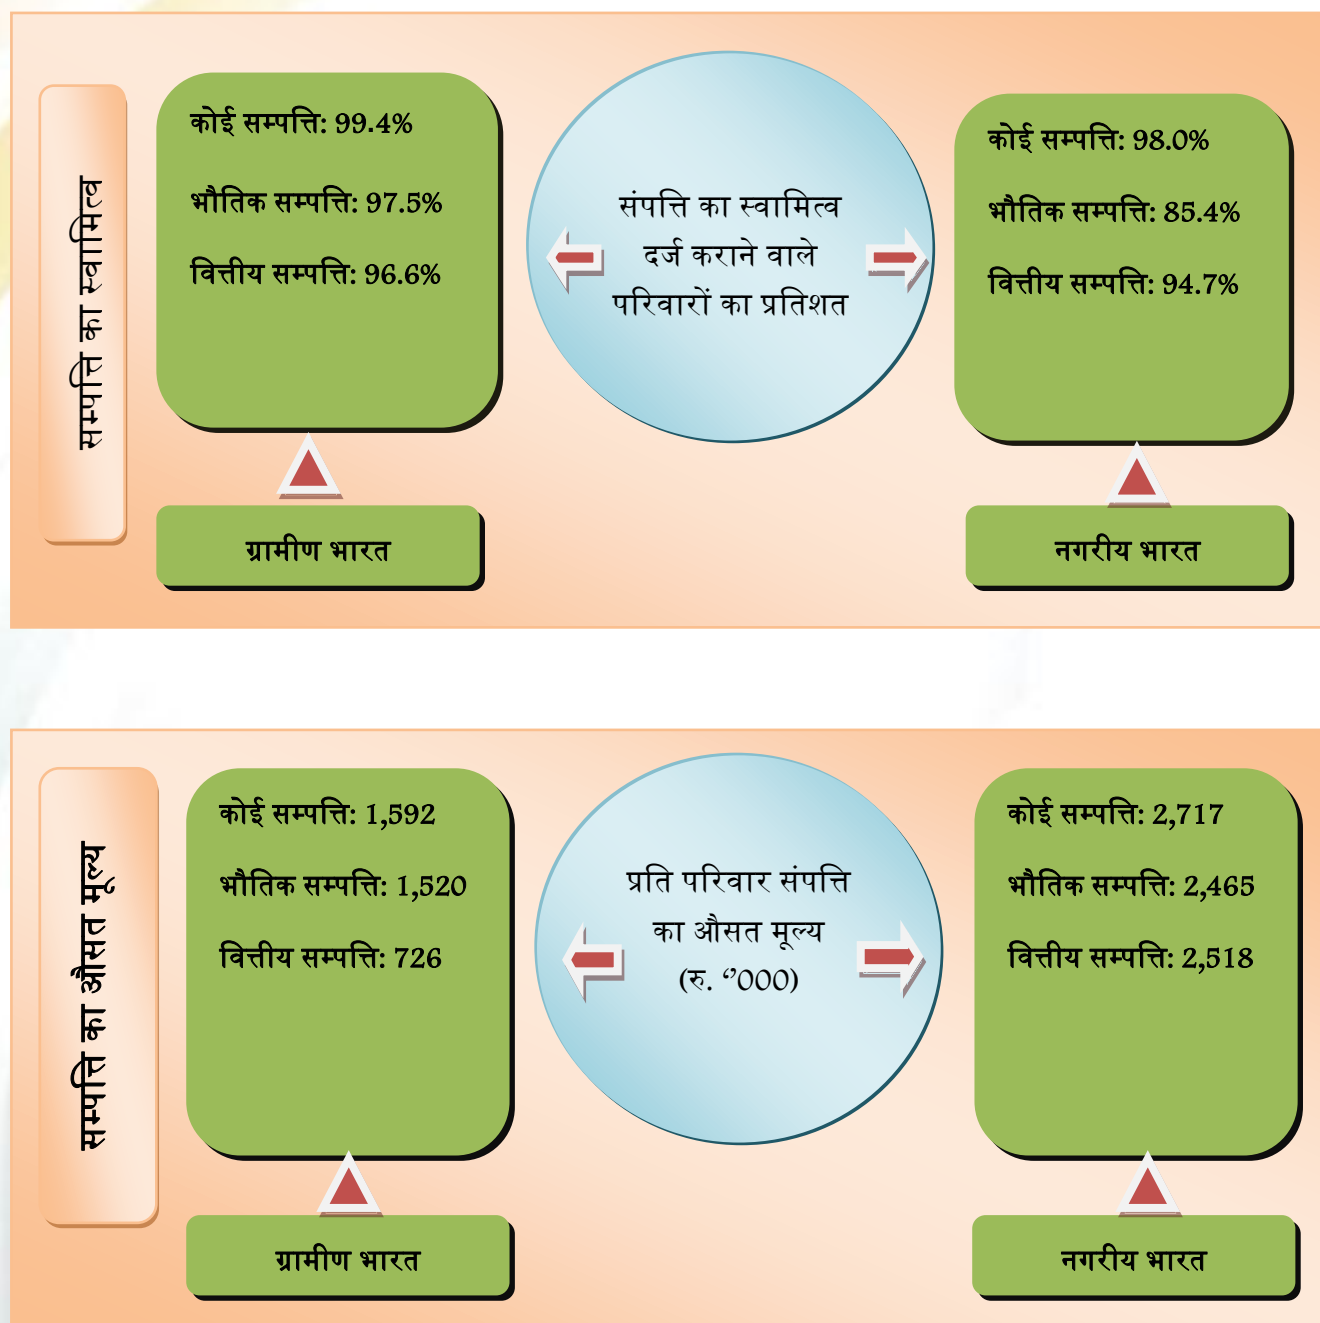 सम्पत्ति का स्वामित्व
कोई सम्पत्ति: 99.4%
भौतिक सम्पत्ति: 97.5%
वित्तीय सम्पत्ति: 96.6%
ग्रामीण भारत
संपत्ति का स्वामित्व
दर्ज कराने वाले
परिवारों का प्रतिशत
कोई सम्पत्ति: 98.0%
भौतिक सम्पत्ति: 85.4%
वित्तीय सम्पत्ति: 94.7%
नगरीय भारत
सम्पत्ति का औसत मूल्य
कोई सम्पत्ति: 1,592
भौतिक सम्पत्ति: 1,520
वित्तीय सम्पत्ति: 726
ग्रामीण भारत
प्रति परिवार संपत्ति
का औसत मूल्य
(रु. ‘’000)
कोई सम्पत्ति: 2,717
भौतिक सम्पत्ति: 2,465
वित्तीय सम्पत्ति: 2,518
नगरीय भारत